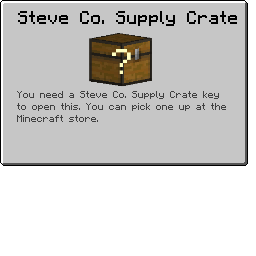 Steve Co. Supply Crate
?
You need a Steve Co. Supply Crate key
to open this. You can pick one up at the
Minecraft store.